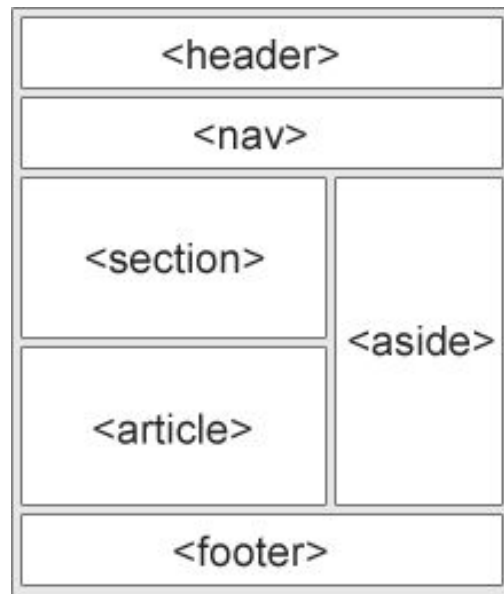 <header>
<nav>
<section>
<aside>
<article>
<footer>